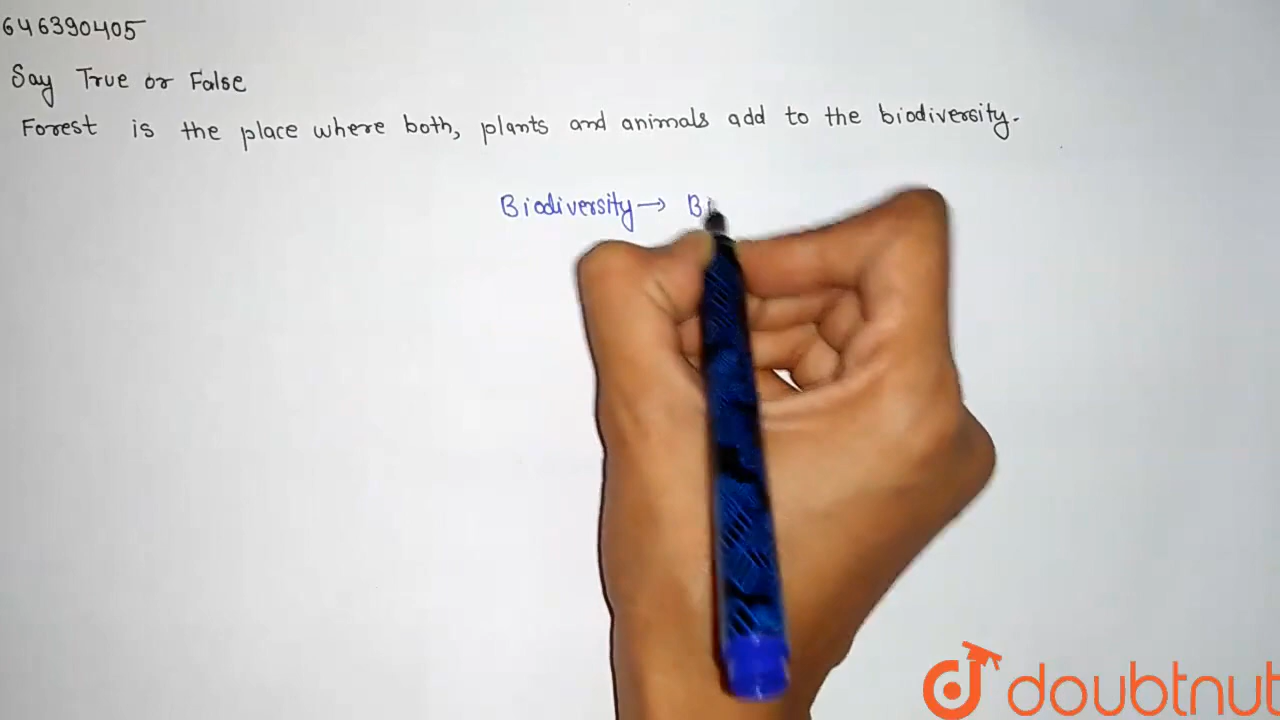 646390405
Say True or False
Forest is the place where both, plants and animals add to the biodiversity.
Biodiversity → Bi
doubtnut